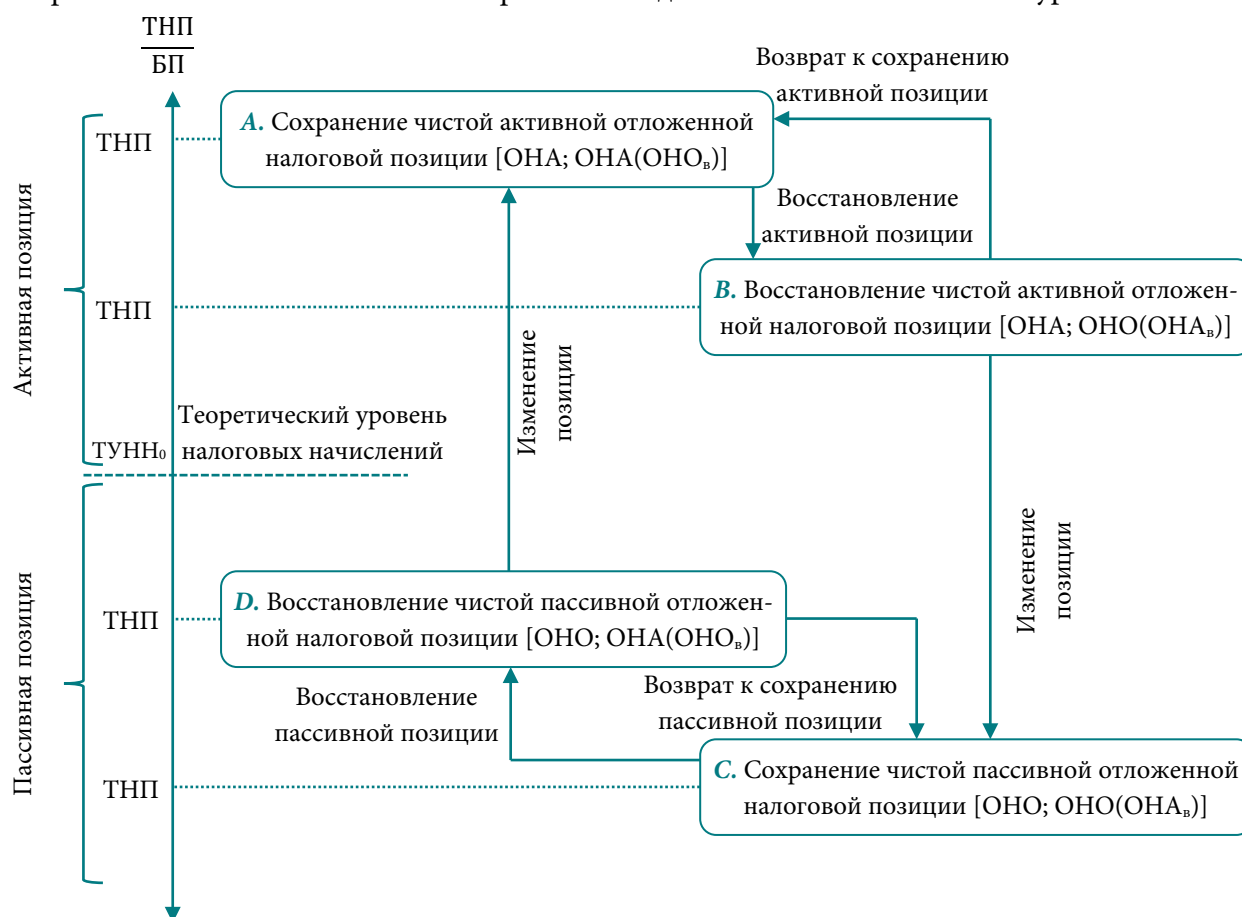 ТНП
БП
Возврат к сохранению
активной позиции
A. Сохранение чистой активной отложенной
налоговой позиции [ОНА; ОНА(ОНОв)]
ТНП
Восстановление
активной позиции
Активная позиция
B. Восстановление чистой активной отложен-
ной налоговой позиции [ОНА; ОНО(ОНАв)]
ТНП
Изменение
позиции
Теоретический уровень
налоговых начислений
ТУНН0
Изменение
позиции
D. Восстановление чистой пассивной отложен-
ной налоговой позиции [ОНО; ОНА(ОНОв)]
ТНП
Пассивная позиция
Восстановление
пассивной позиции
Возврат к сохранению
пассивной позиции
C. Сохранение чистой пассивной отложенной
налоговой позиции [ОНО; ОНО(ОНАв)]
ТНП